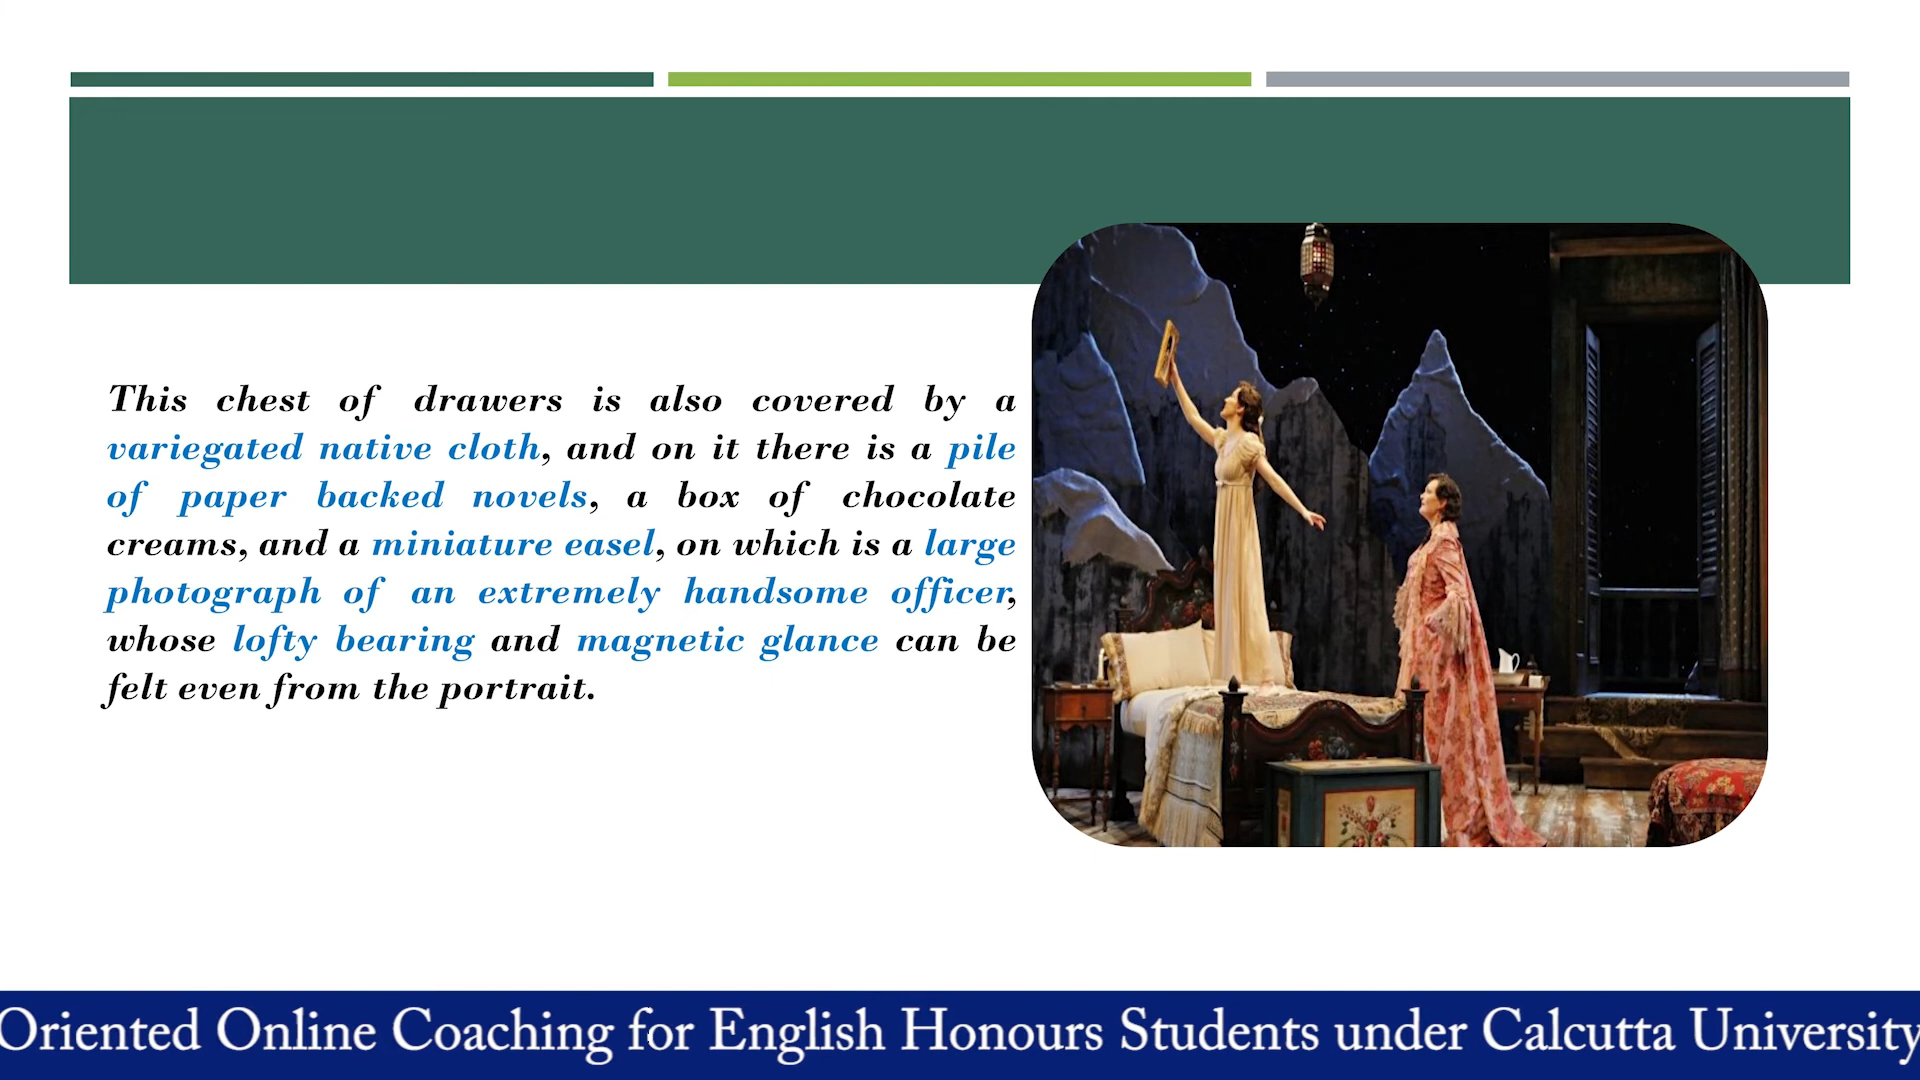 This chest of drawers is also covered by a
variegated native cloth, and on it there is a pile
of paper backed novels, a box of chocolate
creams, and a miniature easel, on which is a large
photograph of an extremely handsome officer,
whose lofty bearing and magnetic glance can be
felt even from the portrait.
Oriented Online Coaching for English Honours Students under Calcutta University